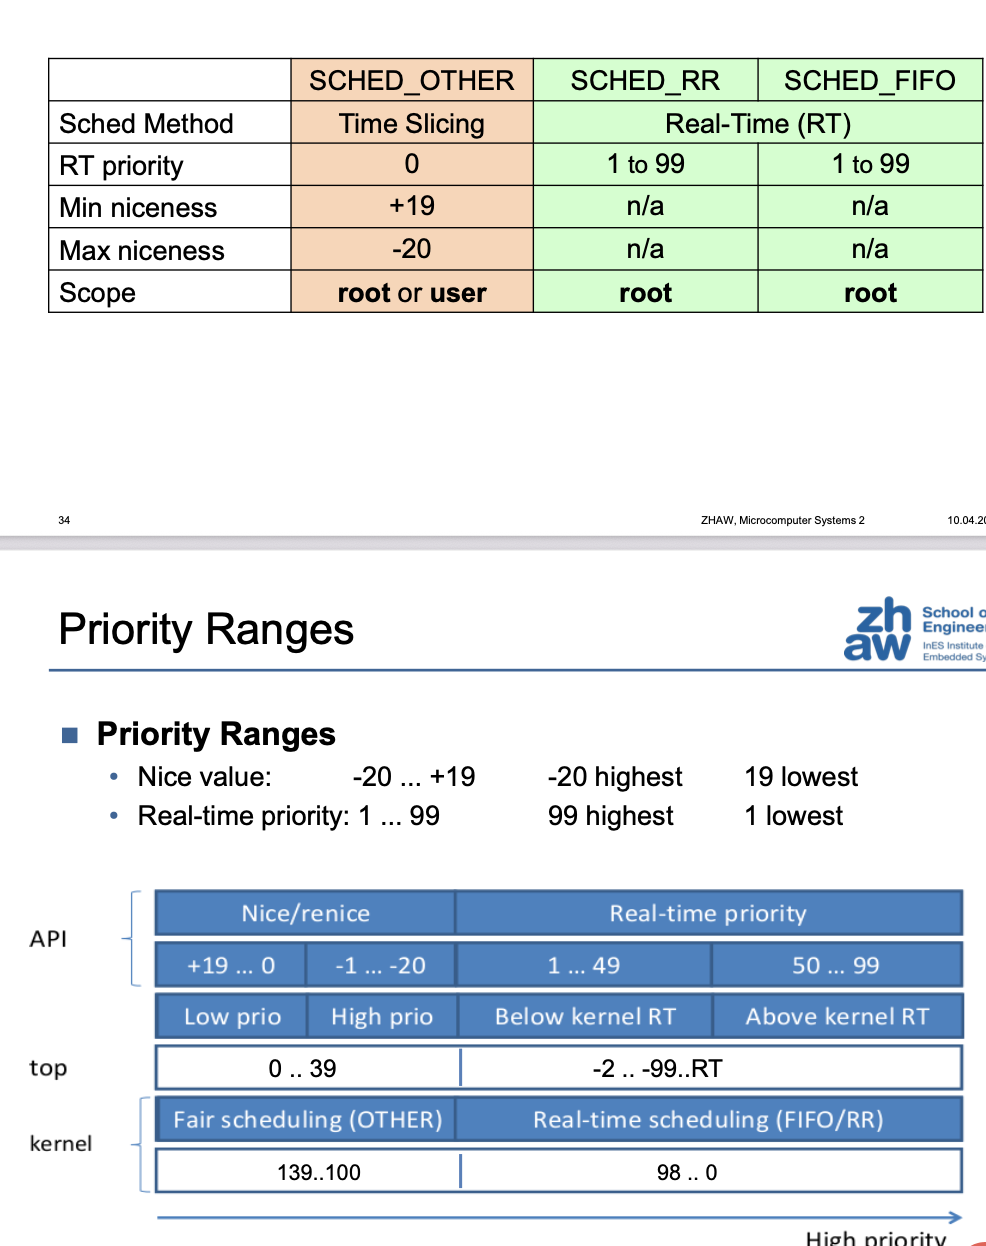 SCHED_OTHER SCHED_RR SCHED_FIFO
Sched Method Time Slicing Real-Time (RT)
RT priority 0 1 to 99 1 to 99
Min niceness +19 n/a n/a
Max niceness -20 n/a n/a
Scope root or user root root
34 ZHAW, Microcomputer Systems 2 10.04.20
Priority Ranges
zh
aw
School o
Enginee
InES Institute
Embedded Sy
Priority Ranges
• Nice value: -20 ... +19 -20 highest 19 lowest
• Real-time priority: 1 ... 99 99 highest 1 lowest
API
Nice/renice Real-time priority
+19 ... 0 -1 ... -20 1 ... 49 50 ... 99
Low prio High prio Below kernel RT Above kernel RT
top 0 .. 39 -2 .. -99..RT
kernel
Fair scheduling (OTHER) Real-time scheduling (FIFO/RR)
139..100 98 .. 0
High priority